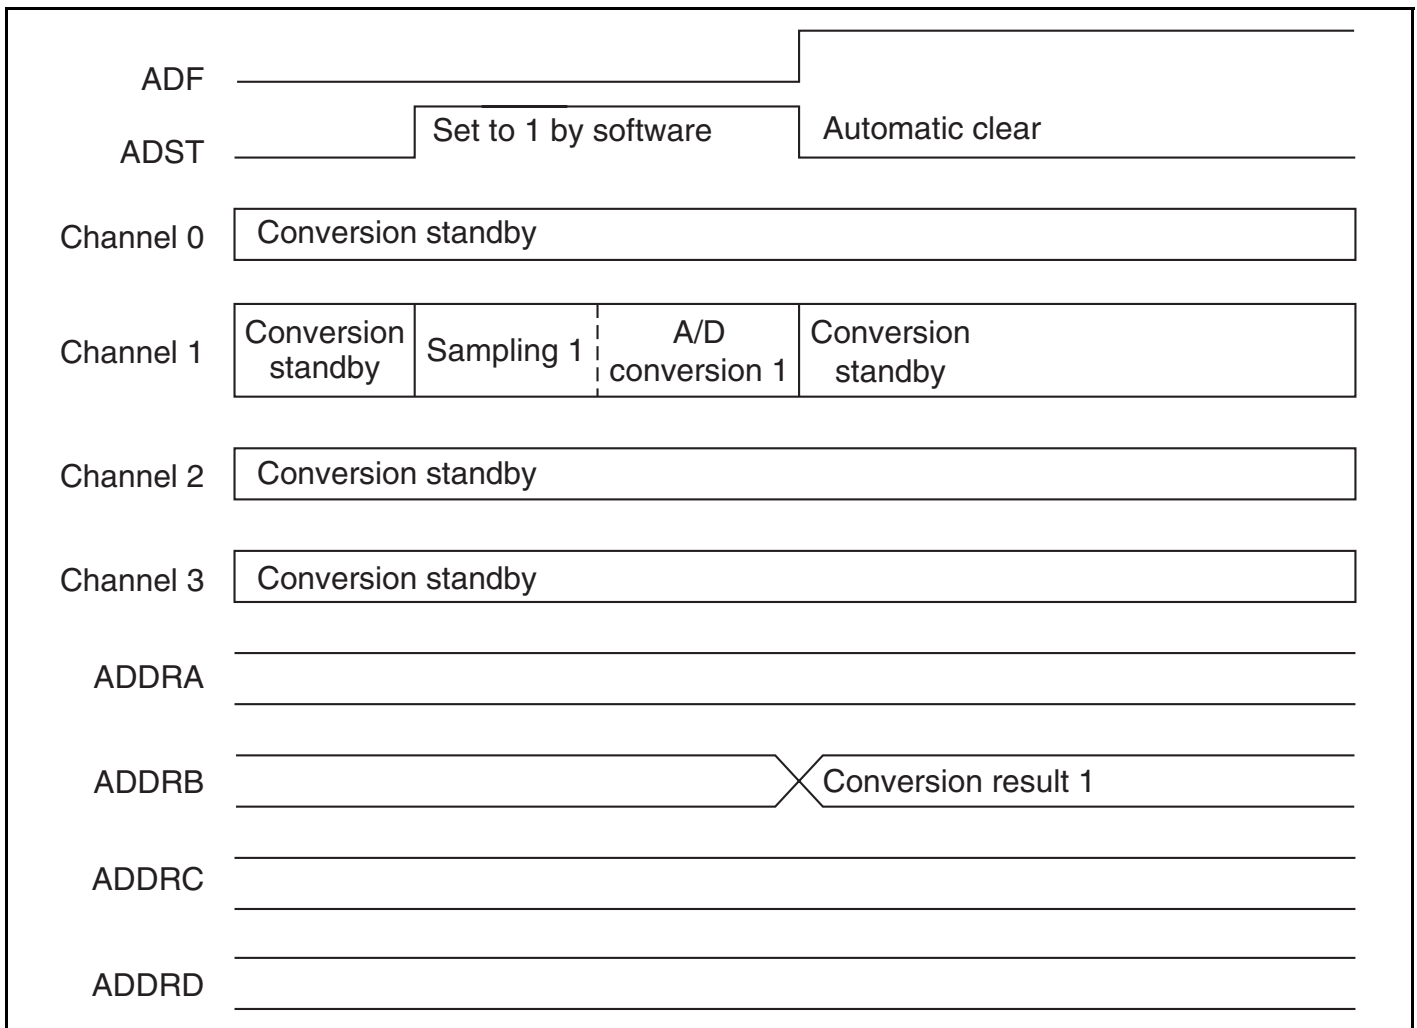 ADF
ADST
Set to 1 by software
Automatic clear
Channel 0
Conversion standby
Channel 1
Conversion
standby
Sampling 1
A/D
conversion 1
Conversion
standby
Channel 2
Conversion standby
Channel 3
Conversion standby
ADDRA
ADDRB
Conversion result 1
ADDRC
ADDRD